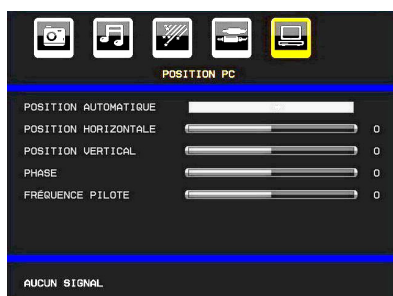 POSITION PC
POSITION AUTOMATIQUE
POSITION HORIZONTALE 0
POSITION VERTICAL 0
PHASE 0
FRÉQUENCE PILOTE 0
AUCUN SIGNAL